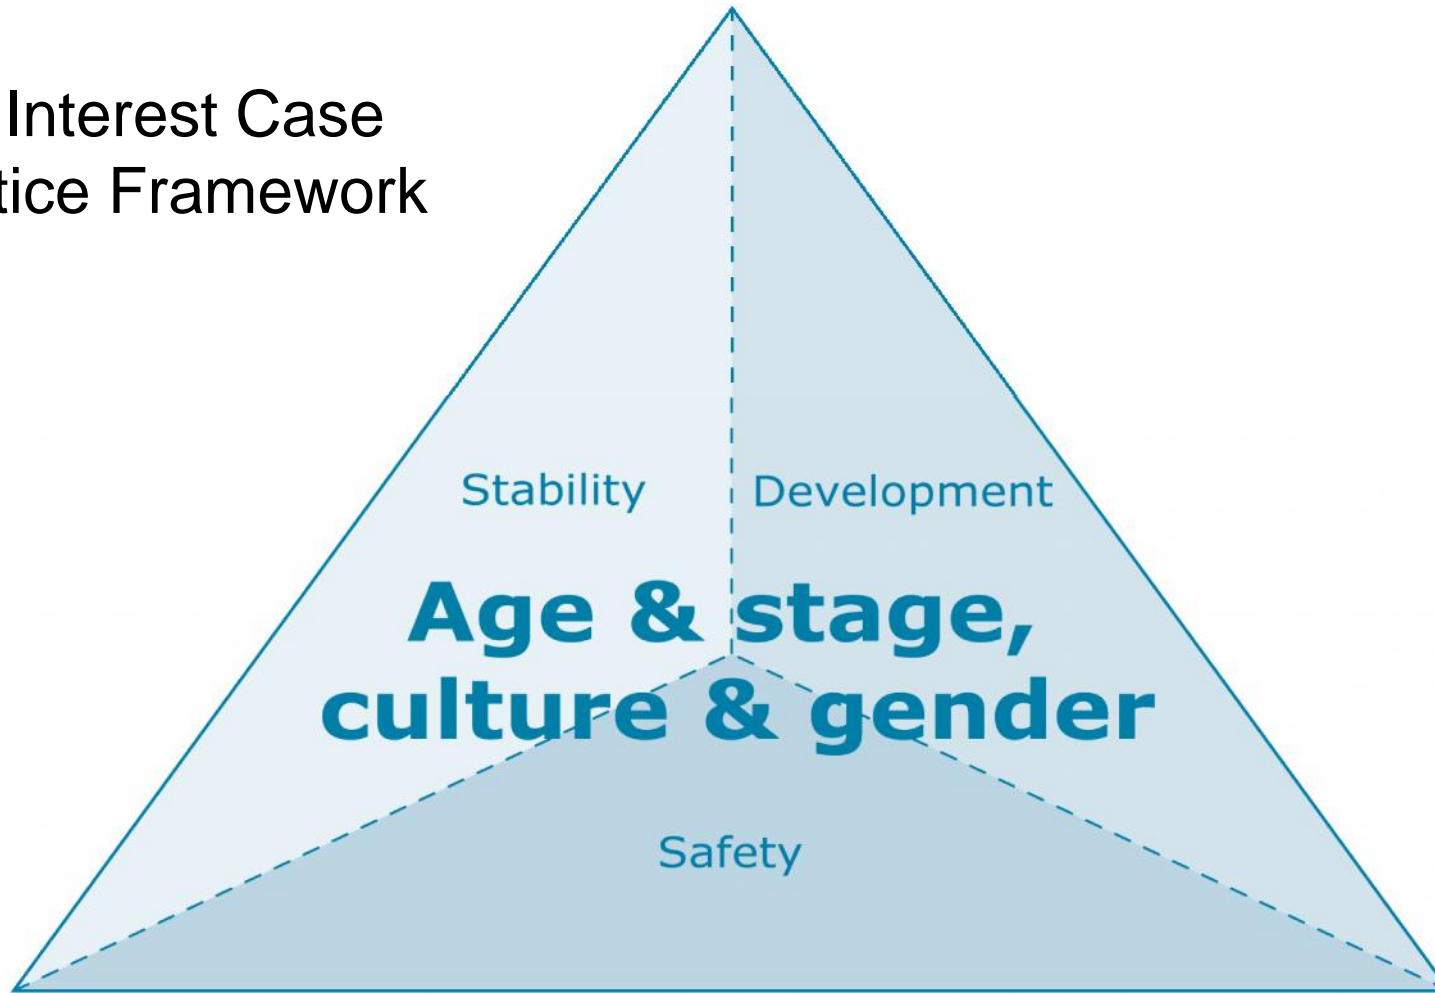 Interest Case
tice Framework
Stability
Development
Age & stage,
culture & gender
Safety